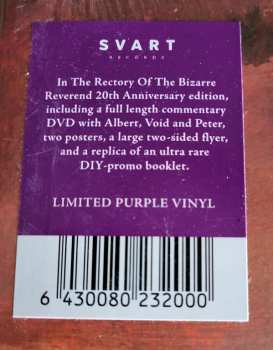 SVART
RECORDS
In The Rectory Of The Bizarre
Reverend 20th Anniversary edition,
including a full length commentary
DVD with Albert, Void and Peter,
two posters, a large two-sided flyer,
and a replica of an ultra rare
DIY-promo booklet.
LIMITED PURPLE VINYL
6 430080 232000